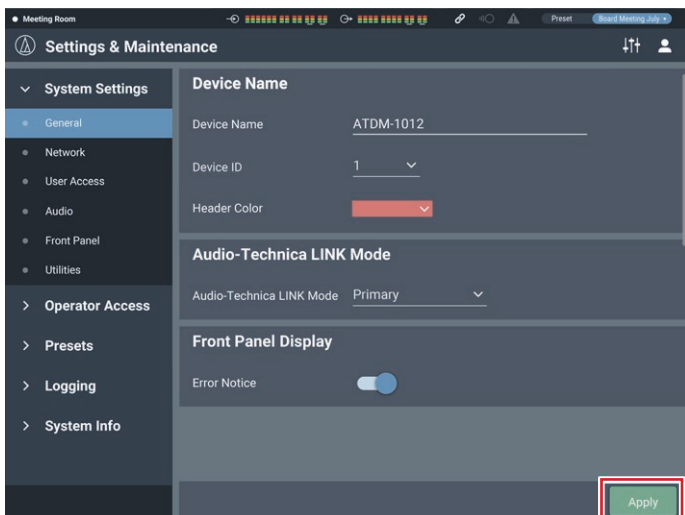 Meeting Room
Preset
Board Meeting July
Settings & Maintenance
System Settings
General
Network
User Access
Audio
Front Panel
Utilities
Operator Access
Presets
Logging
System Info
Device Name
Device Name ATDM-1012
Device ID 1
Header Color
Audio-Technica LINK Mode
Audio-Technica LINK Mode Primary
Front Panel Display
Error Notice
Apply